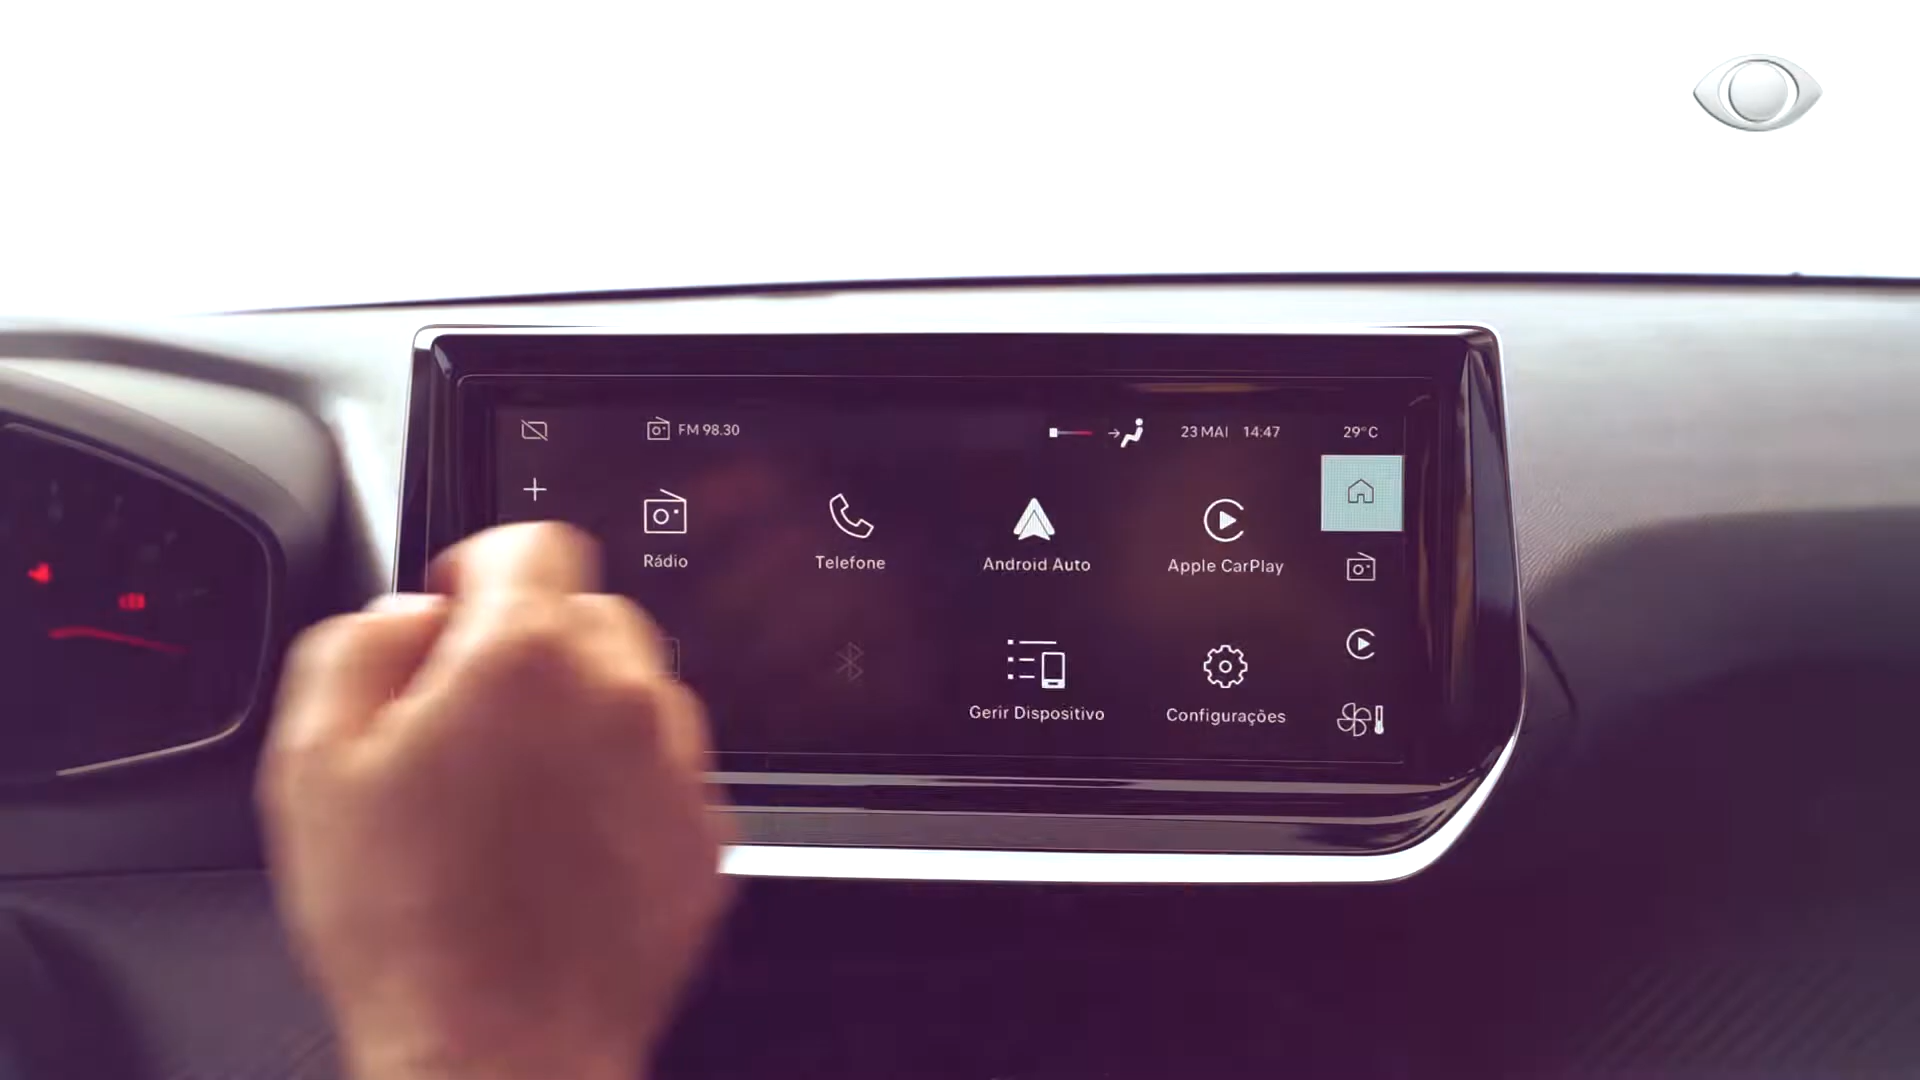 FM 98.30
23 MAI 14:47
29°C
Rádio
Telefone
Android Auto
Apple CarPlay
Gerir Dispositivo
Configurações